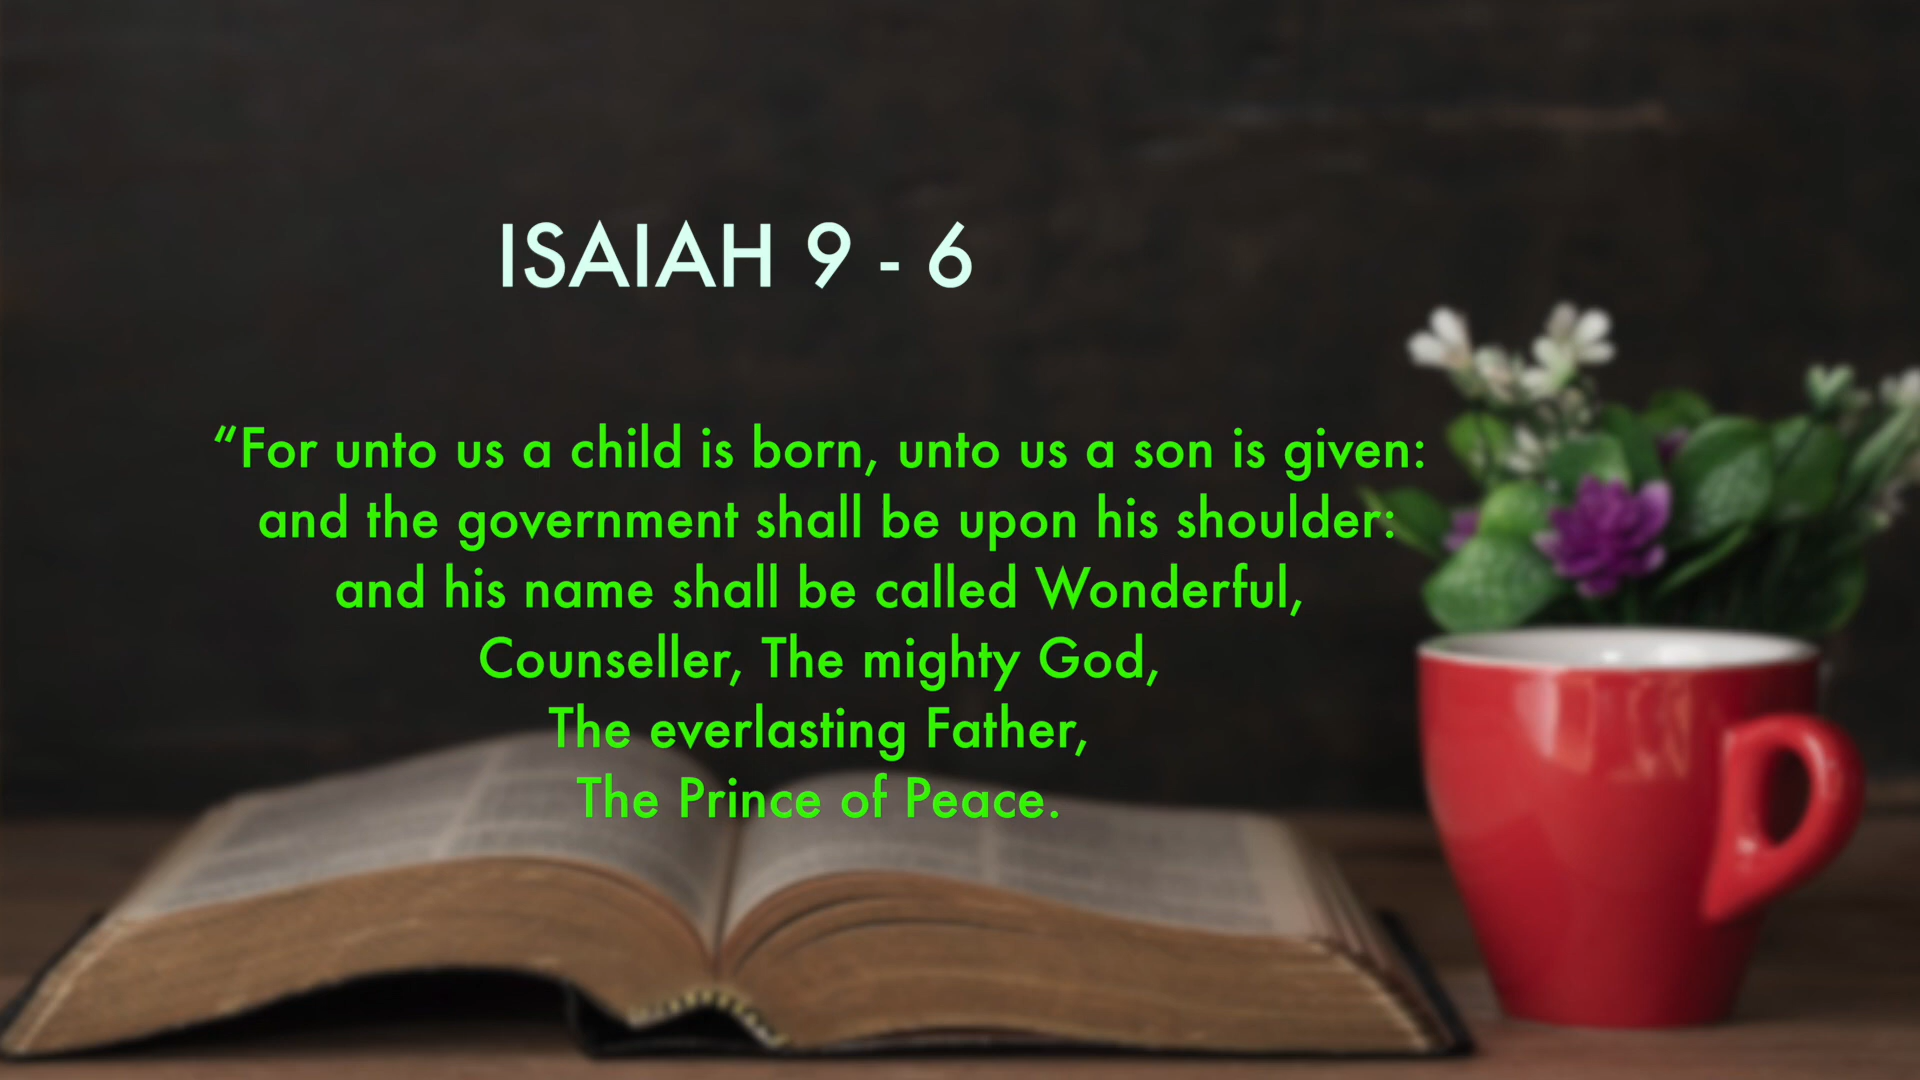 ISAIAH 9 - 6
“For unto us a child is born, unto us a son is given:
and the government shall be upon his shoulder:
and his name shall be called Wonderful,
Counseller, The mighty God,
The everlasting Father,
The Prince of Peace.